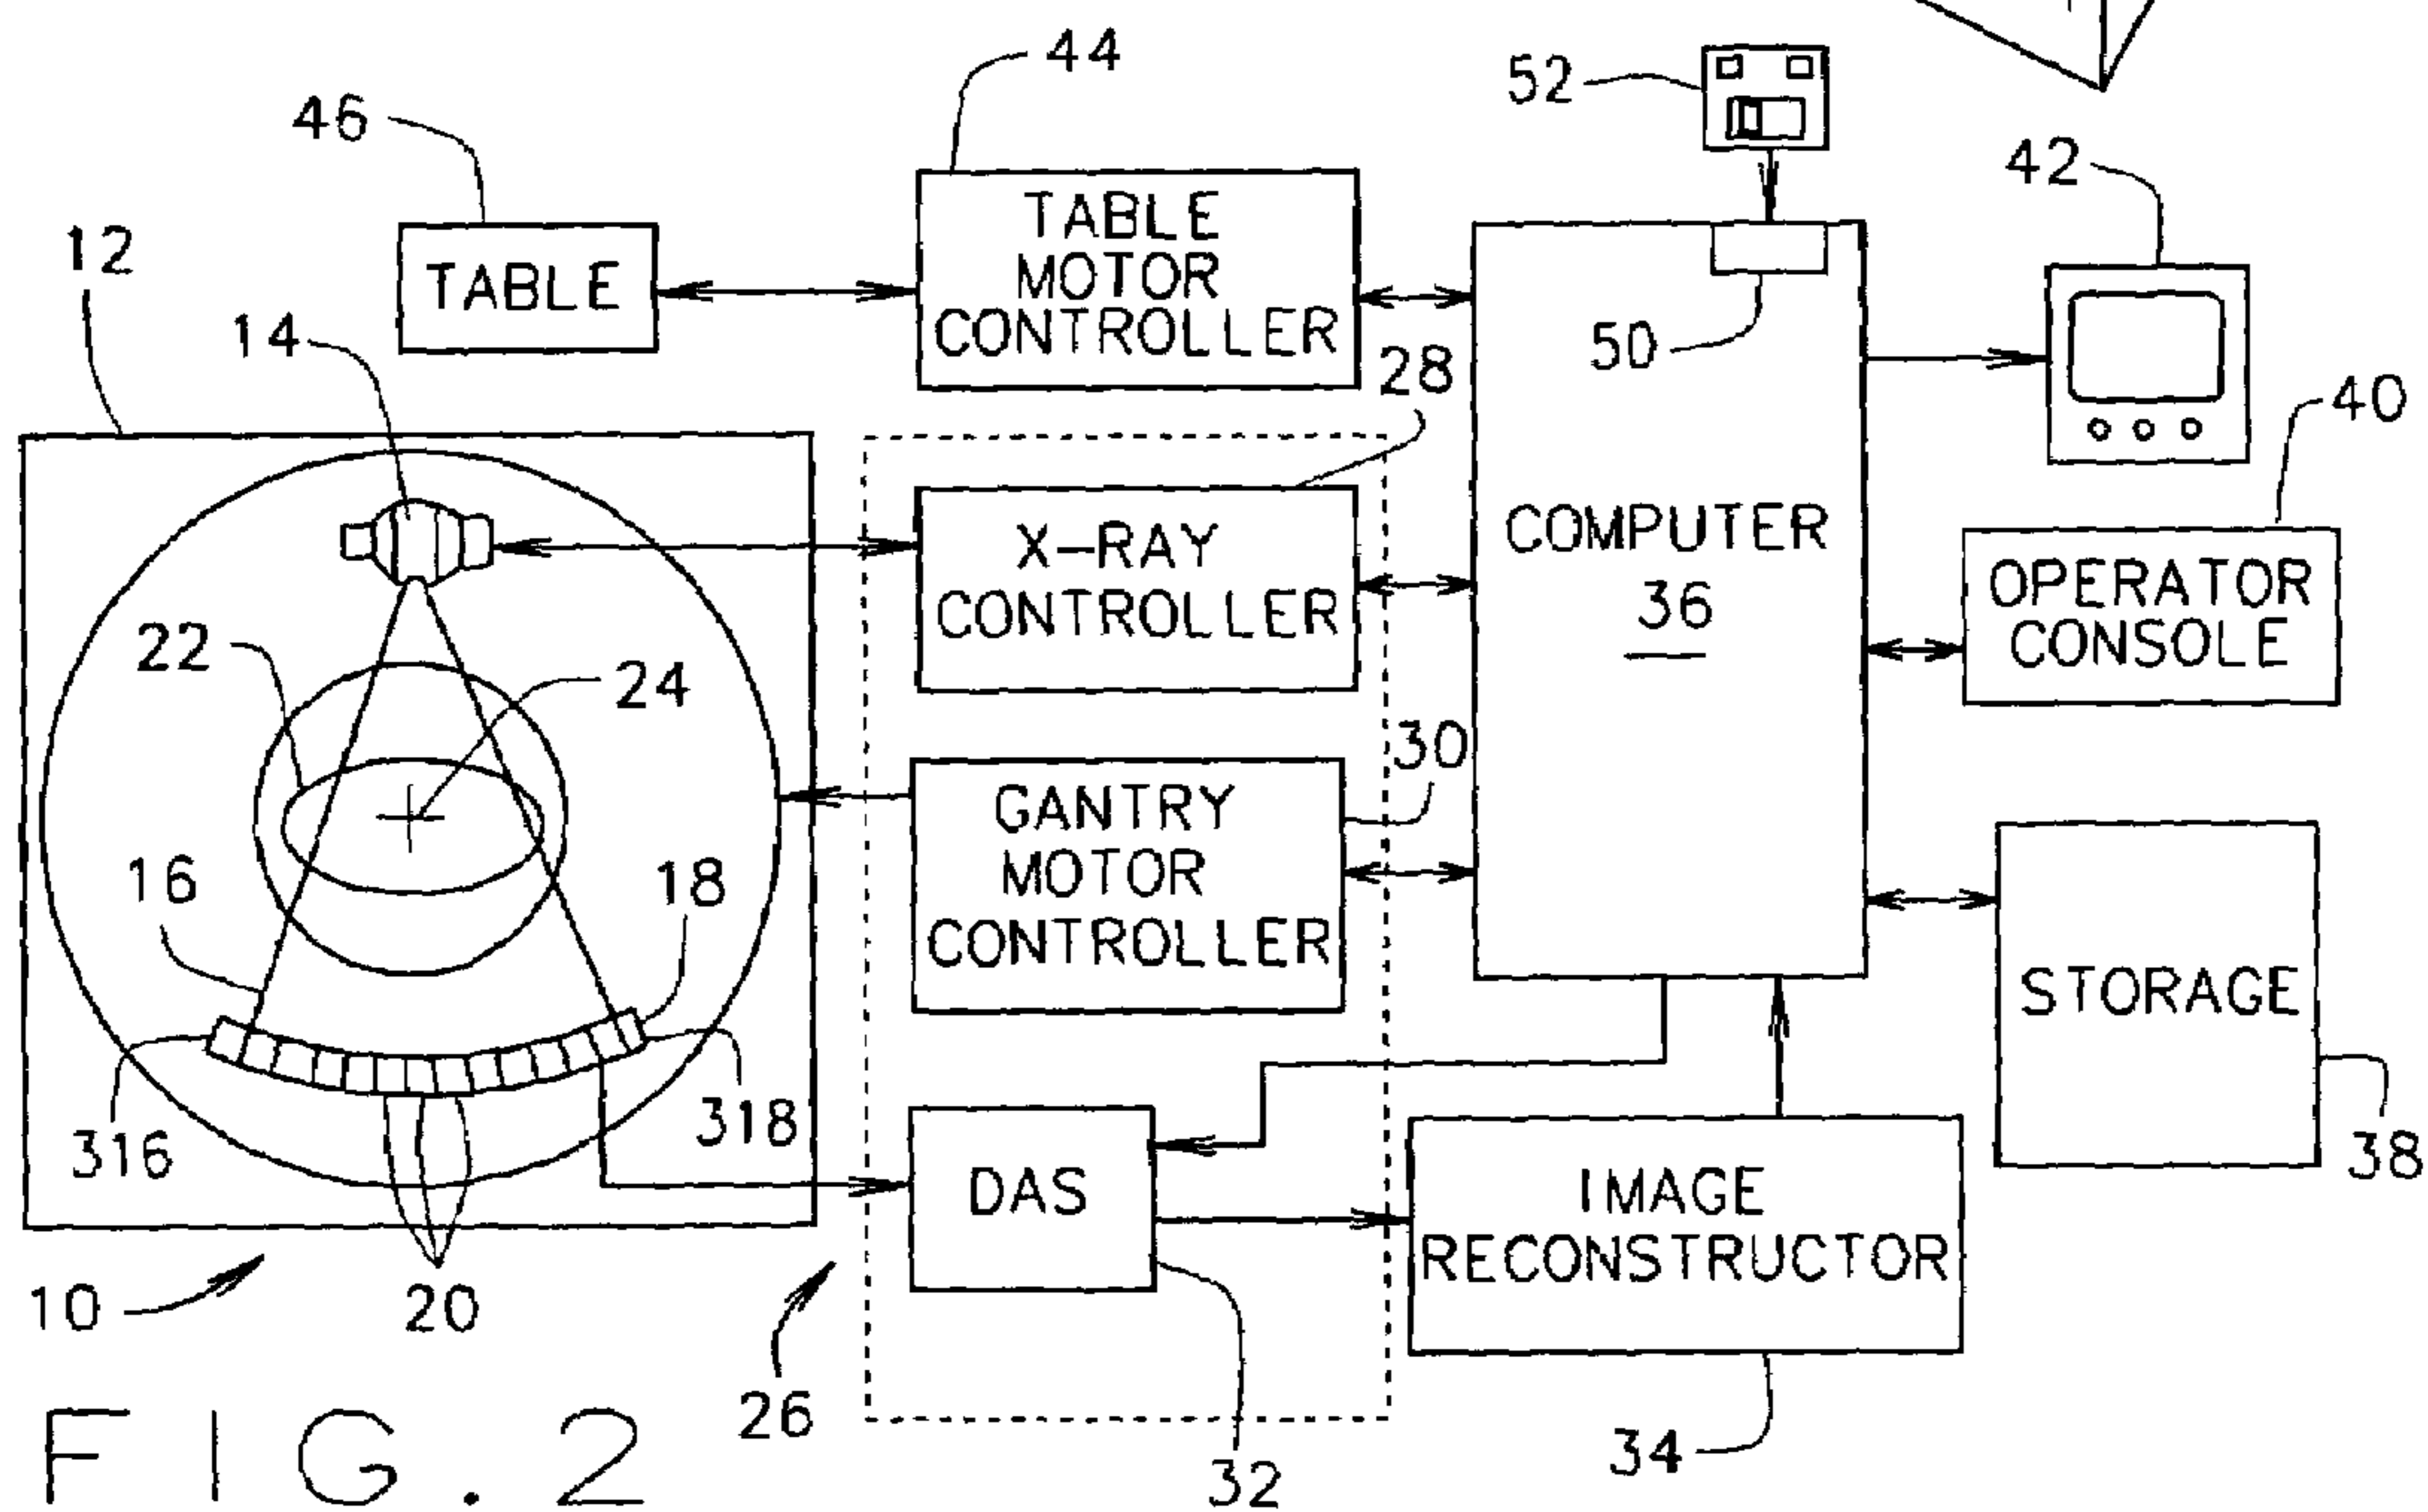 44
52
46
42
TABLE
MOTOR
CONTROLLER
12
TABLE
14
50
28
40
X-RAY
CONTROLLER
COMPUTER
36
OPERATOR
CONSOLE
22
24
30
GANTRY
MOTOR
CONTROLLER
16
18
STORAGE
316
318
38
DAS
IMAGE
RECONSTRUCTOR
10
20
26
32
34
FIG.2